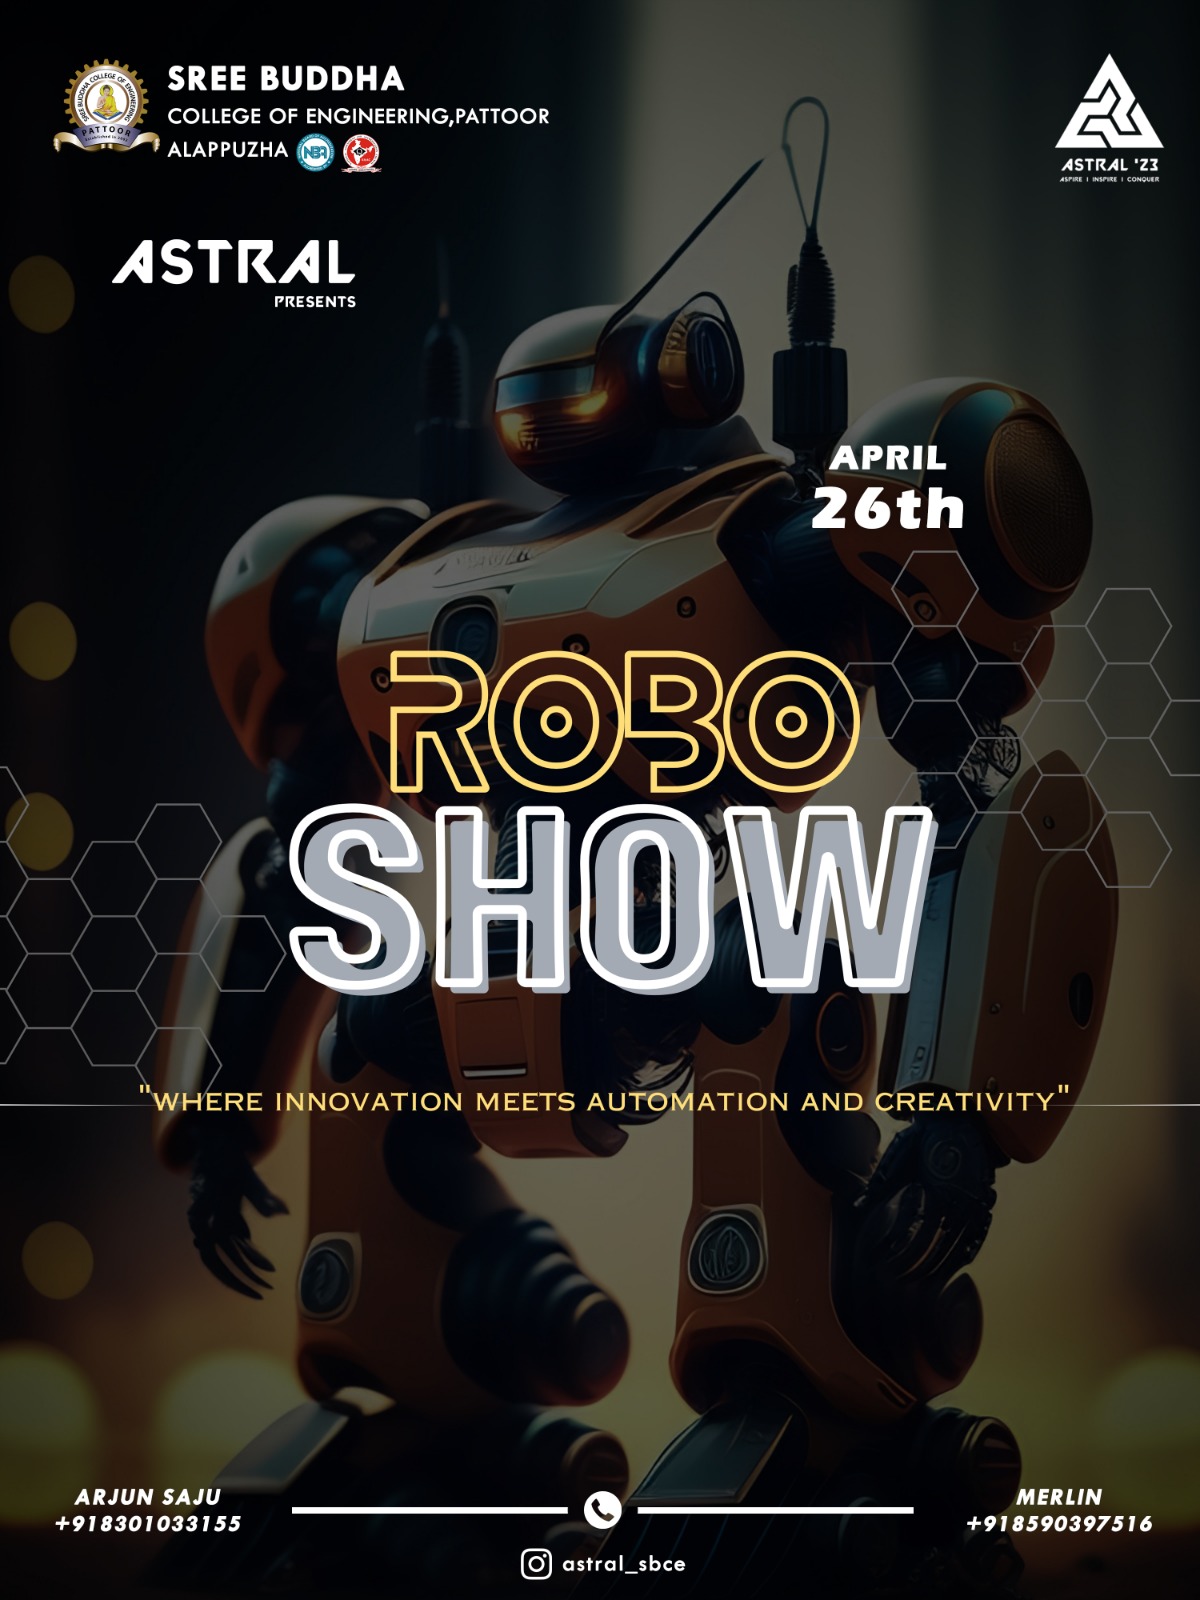 SREE BUDDHA
COLLEGE OF ENGINEERING,PATTOOR
ALAPPUZHA
SREE BUDDHA COLLEGE OF ENGINEERING
PATTOOR
NBA
ASTRAL '23
ASPIRE | INSPIRE | CONQUER
ASTRAL
PRESENTS
APRIL
26th
ROBO
SHOW
"WHERE INNOVATION MEETS AUTOMATION AND CREATIVITY"
ARJUN SAJU
+918301033155
MERLIN
+918590397516
astral_sbce